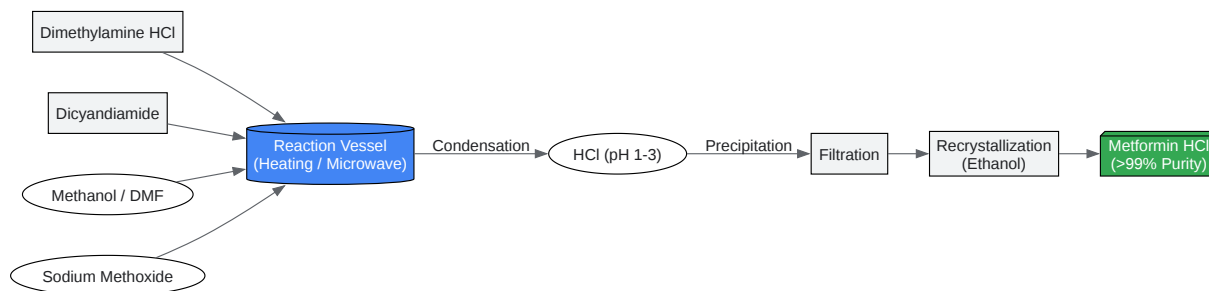 Dimethylamine HCl
Dicyandiamide
Methanol / DMF
Sodium Methoxide
Reaction Vessel
(Heating / Microwave)
Condensation
HCl (pH 1-3)
Precipitation
Filtration
Recrystallization
(Ethanol)
Metformin HCl
(>99% Purity)